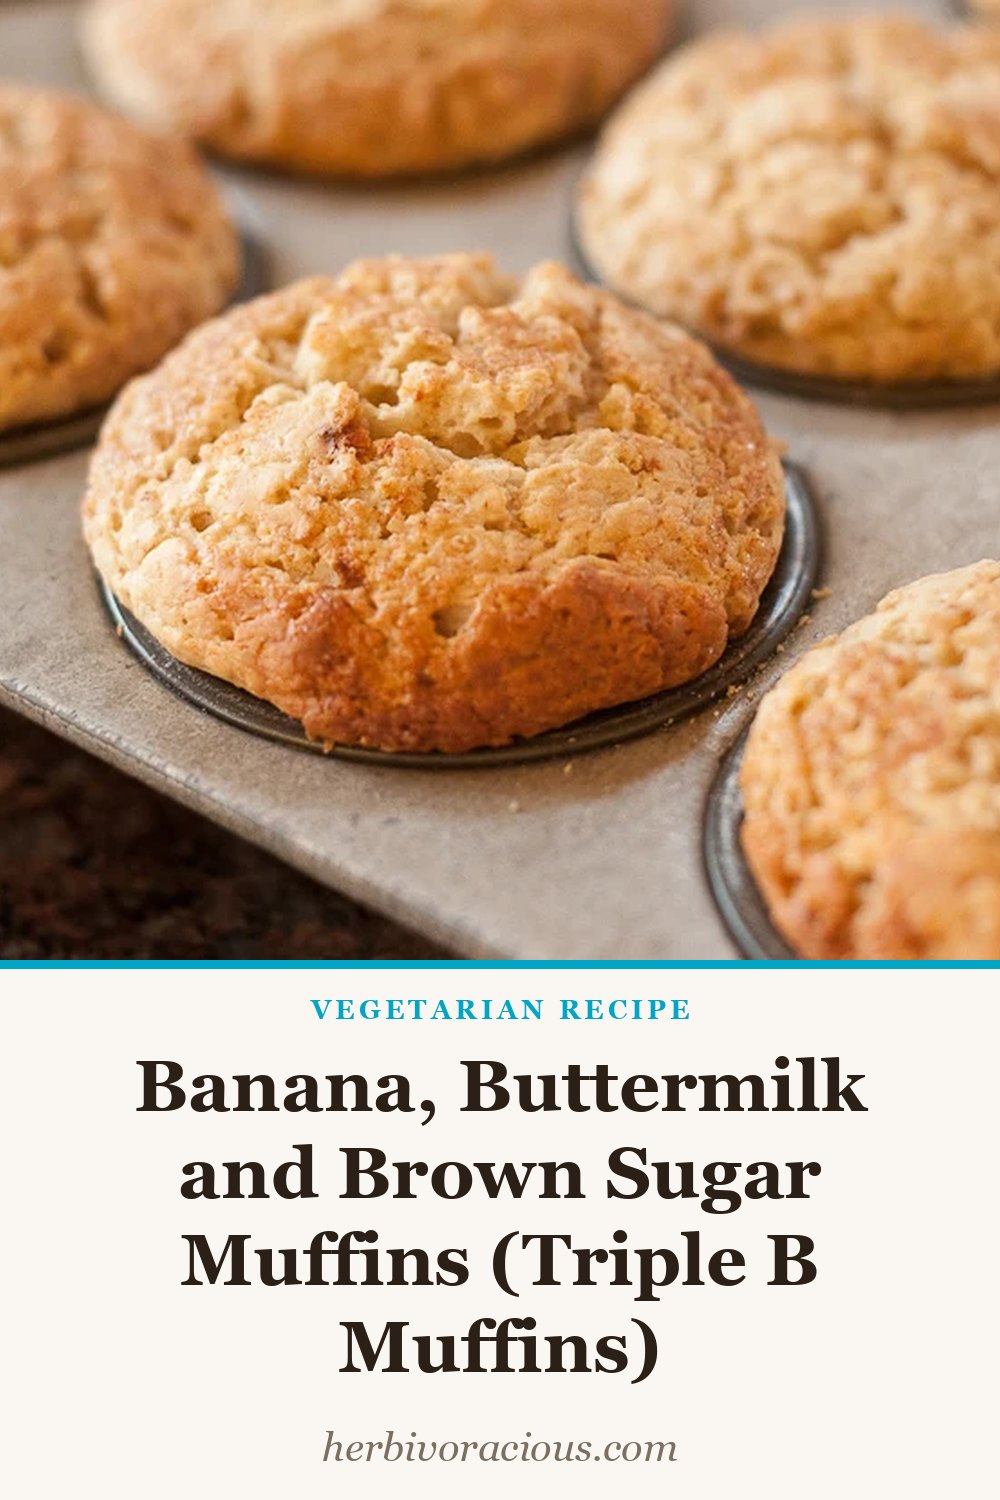 VEGETARIAN RECIPE
Banana, Buttermilk
and Brown Sugar
Muffins (Triple B
Muffins)
herbivoracious.com